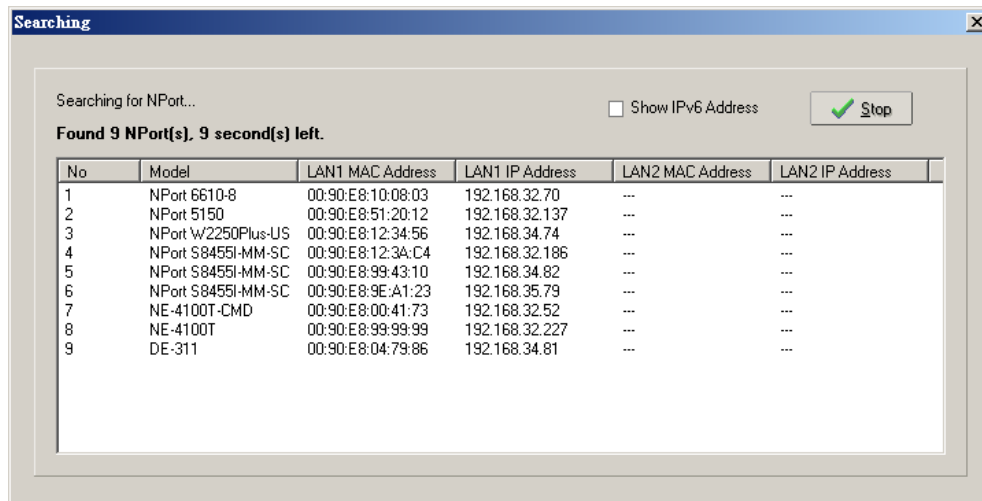 Searching
Searching for NPort...
Show IPv6 Address
Stop
Found 9 NPort(s), 9 second(s) left.
No Model LAN1 MAC Address LAN1 IP Address LAN2 MAC Address LAN2 IP Address
1 NPort 6610-8 00:90:E8:10:08:03 192.168.32.70 --- ---
2 NPort 5150 00:90:E8:51:20:12 192.168.32.137 --- ---
3 NPort W2250Plus-US 00:90:E8:12:34:56 192.168.34.74 --- ---
4 NPort S8455I-MM-SC 00:90:E8:12:3A:C4 192.168.32.186 --- ---
5 NPort S8455I-MM-SC 00:90:E8:99:43:10 192.168.34.82 --- ---
6 NPort S8455I-MM-SC 00:90:E8:9E:A1:23 192.168.35.79 --- ---
7 NE-4100T-CMD 00:90:E8:00:41:73 192.168.32.52 --- ---
8 NE-4100T 00:90:E8:99:99:99 192.168.32.227 --- ---
9 DE-311 00:90:E8:04:79:86 192.168.34.81 --- ---